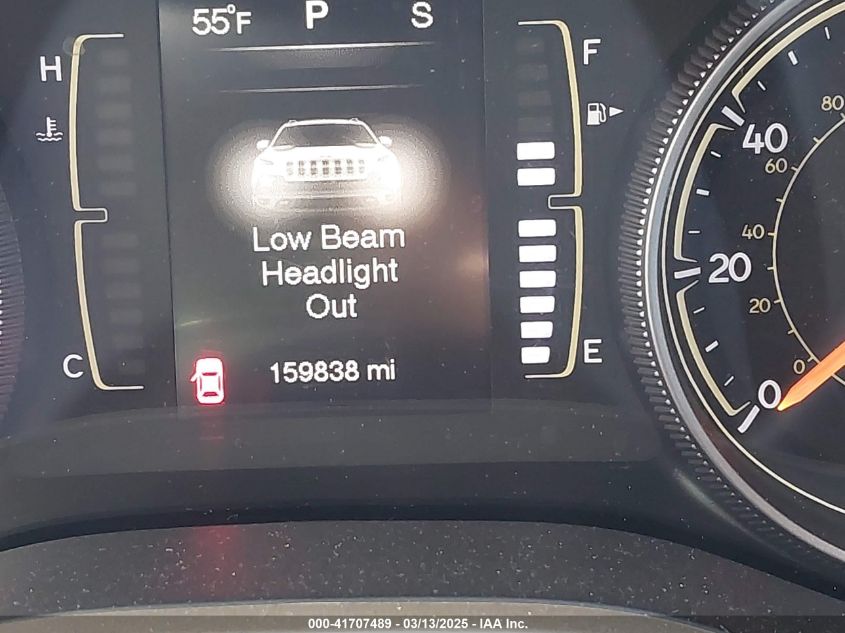 55°F P S
H F
C E
Low Beam
Headlight
Out
159838 mi
80
40
60
40
20
20
0
0
000-41707489 - 03/13/2025 - IAA Inc.